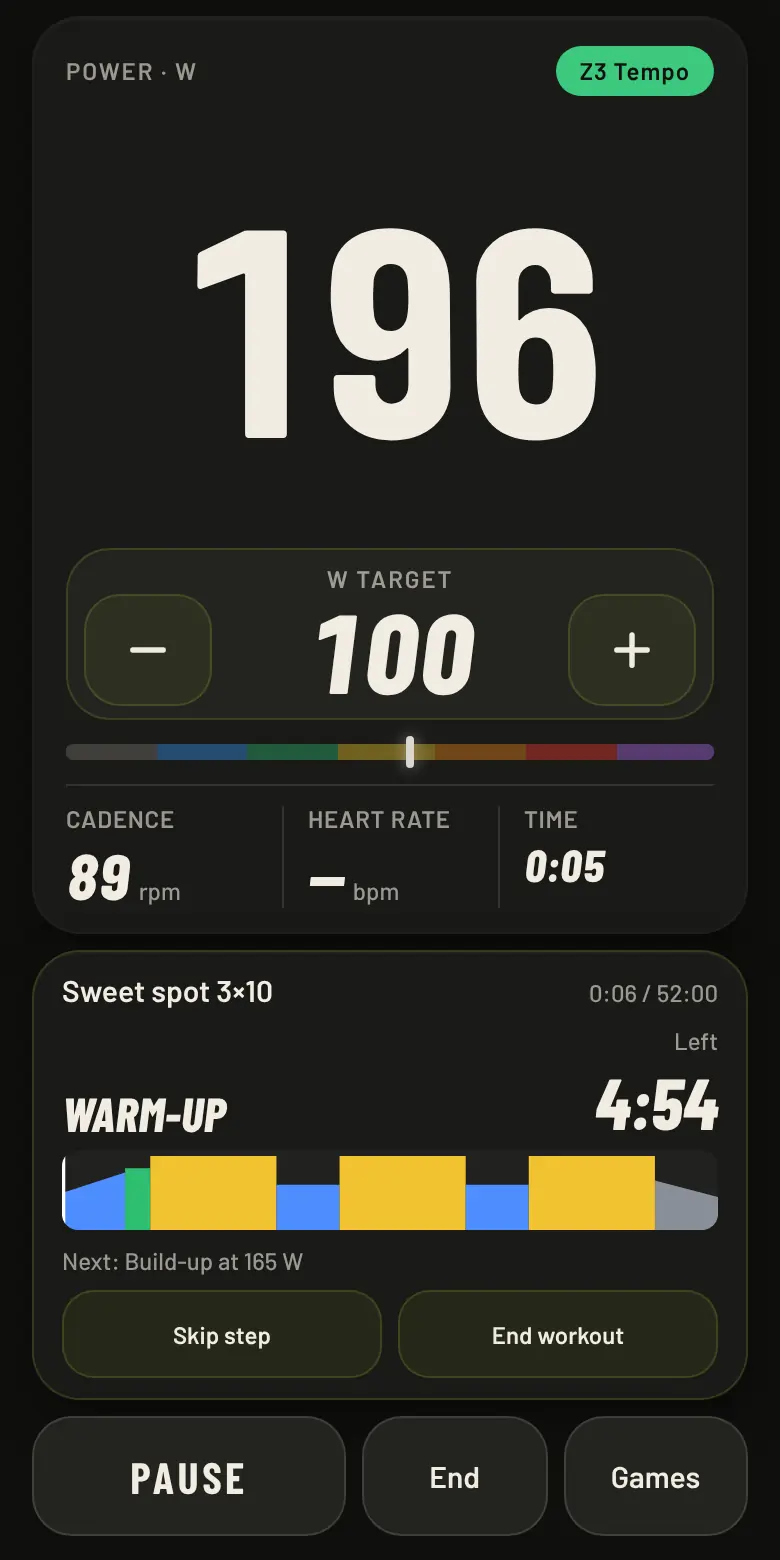 POWER · W
Z3 Tempo
196
W TARGET
− 100 +
CADENCE
89 rpm
HEART RATE
– bpm
TIME
0:05
Sweet spot 3×10
0:06 / 52:00
Left
WARM-UP
4:54
Next: Build-up at 165 W
Skip step
End workout
PAUSE
End
Games